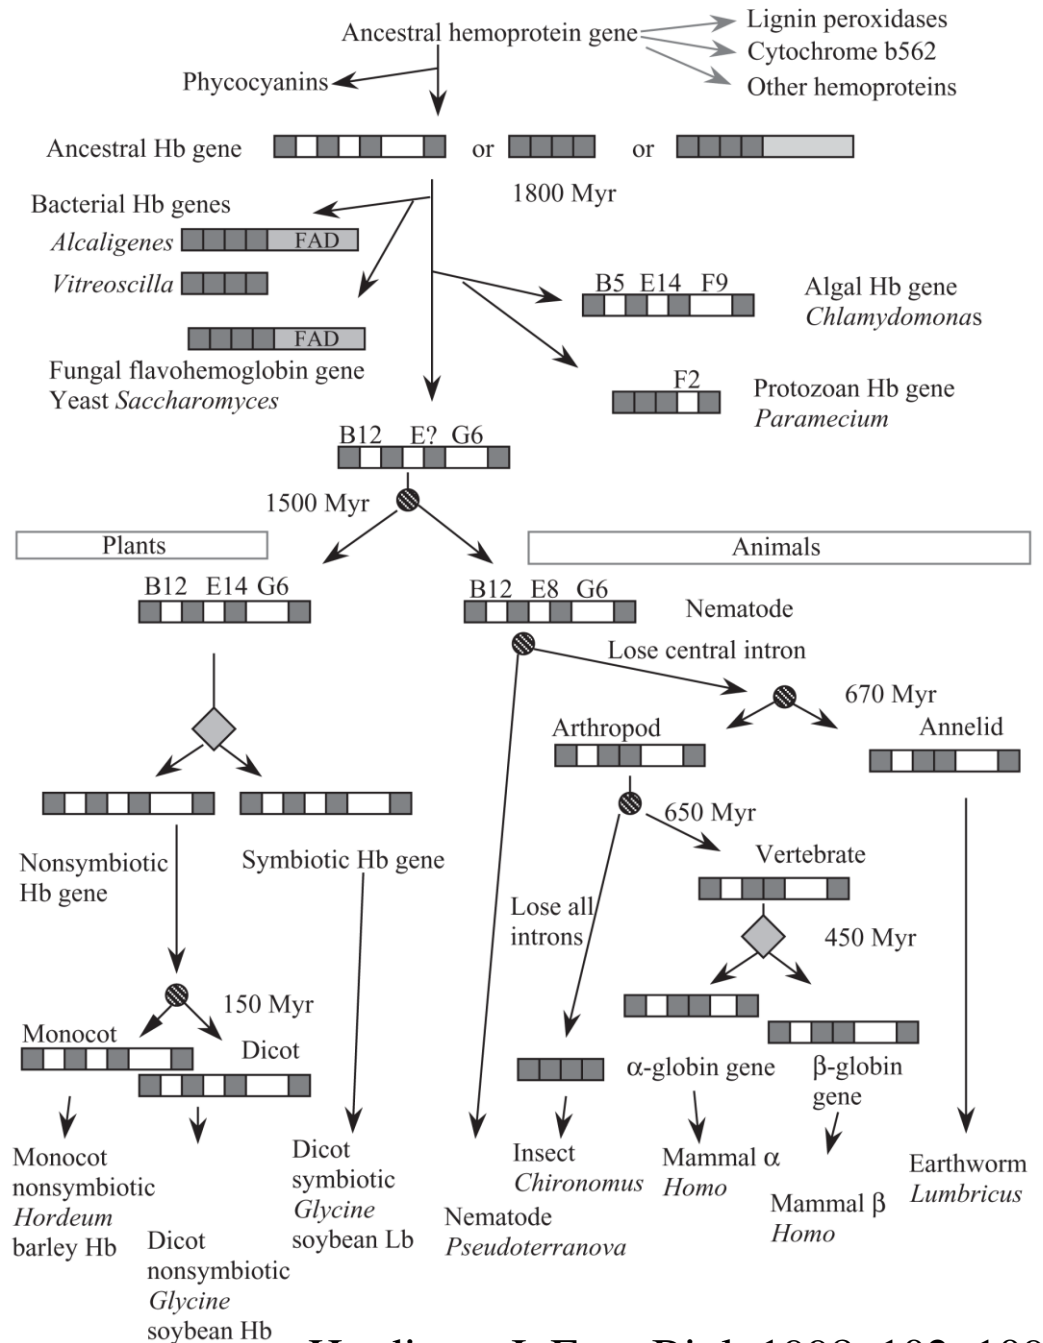 Ancestral hemoprotein gene
Lignin peroxidases
Cytochrome b562
Other hemoproteins
Phycocyanins
Ancestral Hb gene
or
or
1800 Myr
Bacterial Hb genes
Alcaligenes
FAD
Vitreoscilla
FAD
Fungal flavohemoglobin gene
Yeast Saccharomyces
B5 E14 F9
Algal Hb gene
Chlamydomonas
F2
Protozoan Hb gene
Paramecium
B12 E? G6
1500 Myr
Plants
Animals
B12 E14 G6
B12 E8 G6
Nematode
Lose central intron
670 Myr
Arthropod
Annelid
650 Myr
Vertebrate
Nonsymbiotic
Hb gene
Symbiotic Hb gene
Lose all
introns
450 Myr
150 Myr
Monocot
Dicot
α-globin gene
β-globin
gene
Monocot
nonsymbiotic
Hordeum
barley Hb
Dicot
nonsymbiotic
Glycine
soybean Hb
Dicot
symbiotic
Glycine
soybean Lb
Nematode
Pseudoterranova
Insect
Chironomus
Mammal α
Homo
Mammal β
Homo
Earthworm
Lumbricus